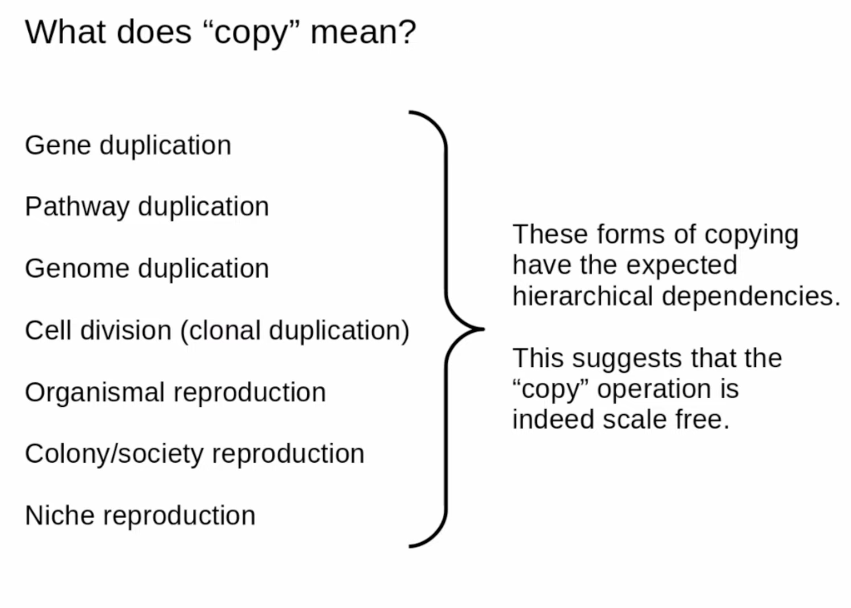 What does “copy” mean?
Gene duplication
Pathway duplication
Genome duplication
Cell division (clonal duplication)
Organismal reproduction
Colony/society reproduction
Niche reproduction
These forms of copying
have the expected
hierarchical dependencies.
This suggests that the
“copy” operation is
indeed scale free.